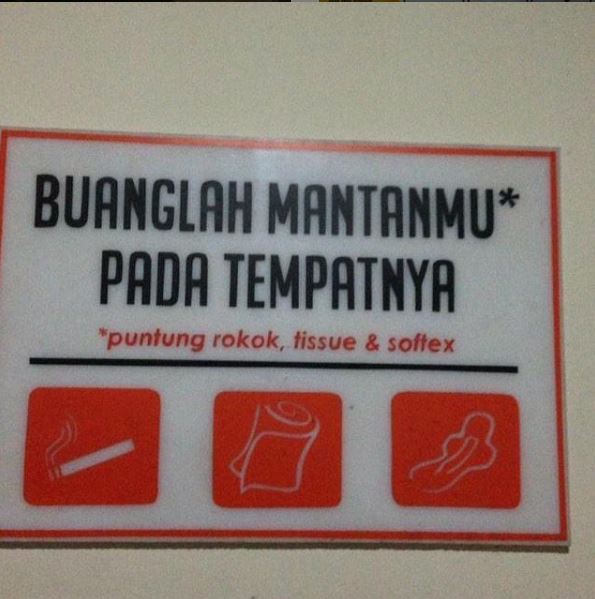 BUANGLAH MANTANMU*
PADA TEMPATNYA
*puntung rokok, tissue & softex